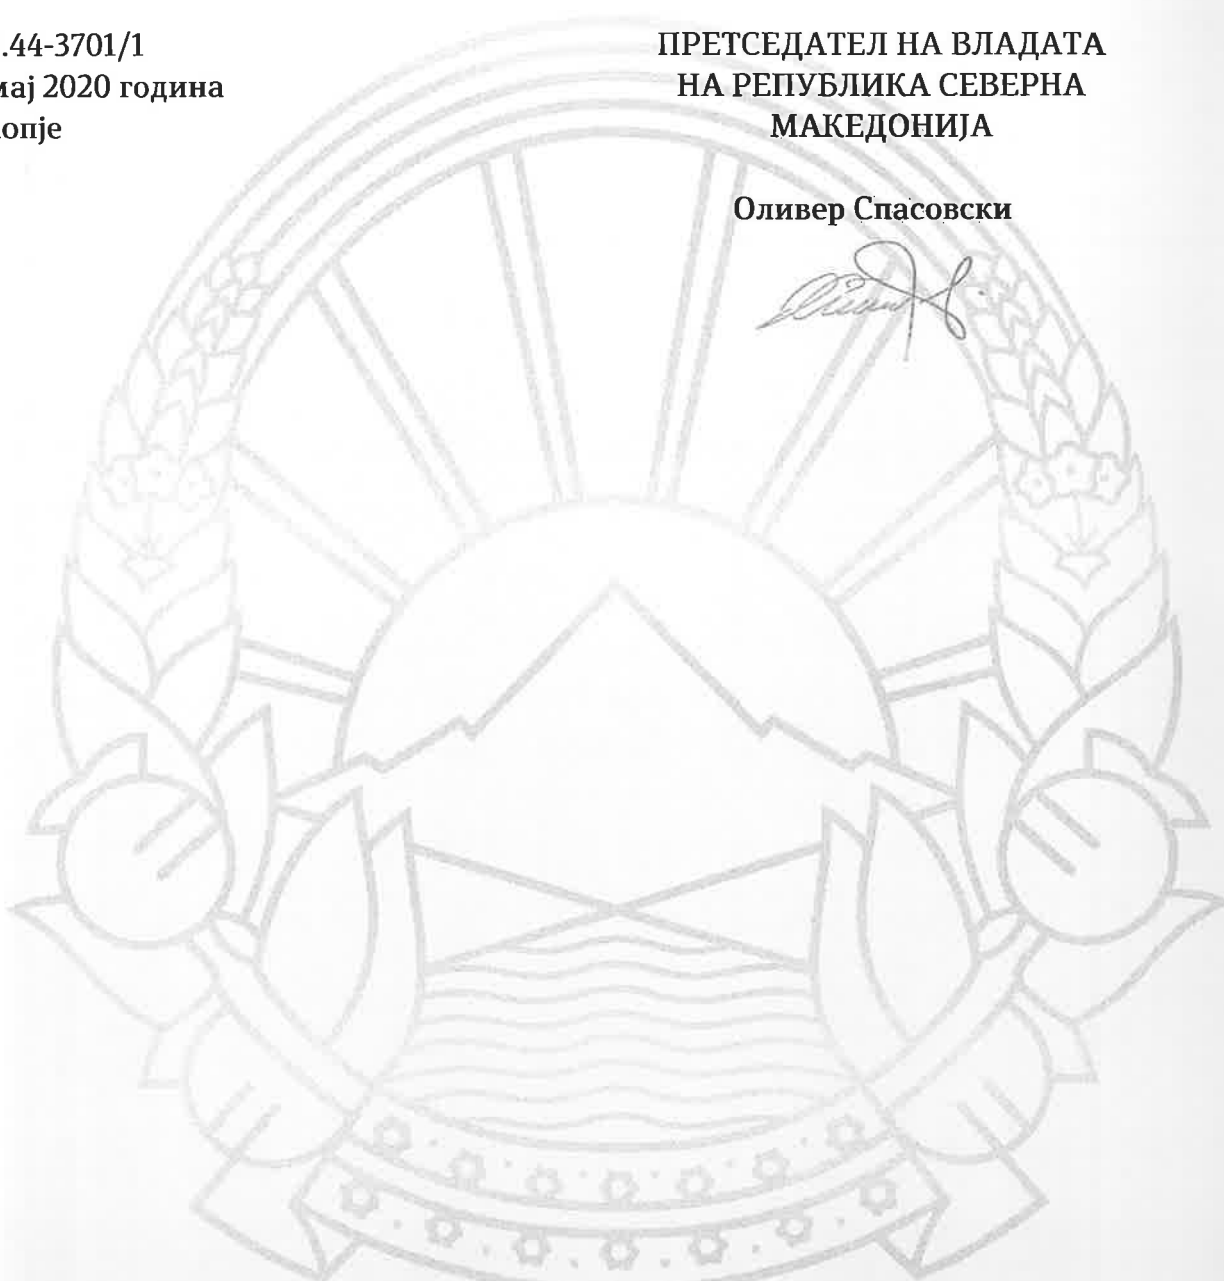 .44-3701/1
мај 2020 година
опје
ПРЕТСЕДАТЕЛ НА ВЛАДАТА
НА РЕПУБЛИКА СЕВЕРНА
МАКЕДОНИЈА
Оливер Спасовски